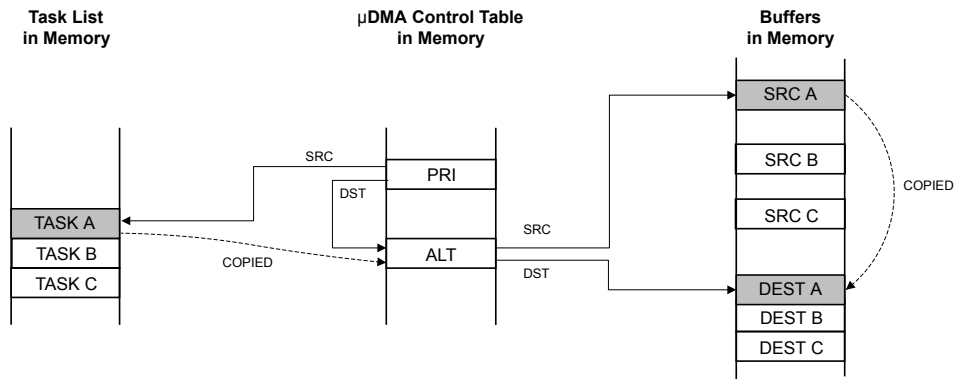 Task List
in Memory
µDMA Control Table
in Memory
Buffers
in Memory
SRC A
SRC
PRI
SRC B
DST
COPIED
SRC C
TASK A
SRC
TASK B
COPIED
ALT
DST
TASK C
DEST A
DEST B
DEST C